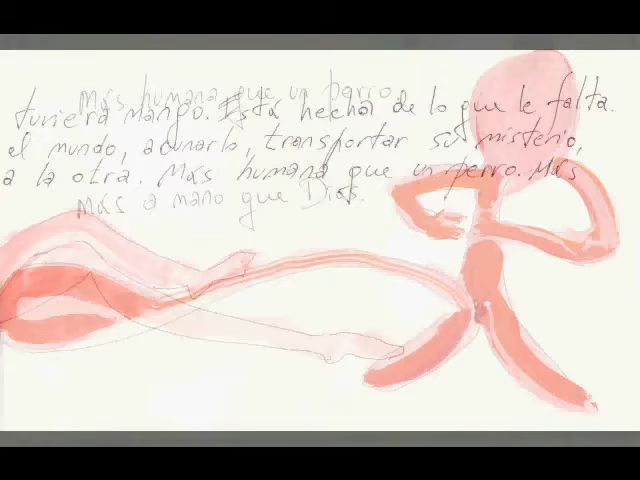 Más humana que un perro
tuviera mango. Está hecha de lo que le falta.
el mundo, acunarlo, transportar su misterio,
a la otra. Más humana que un perro. Más
más a mano que Dios.